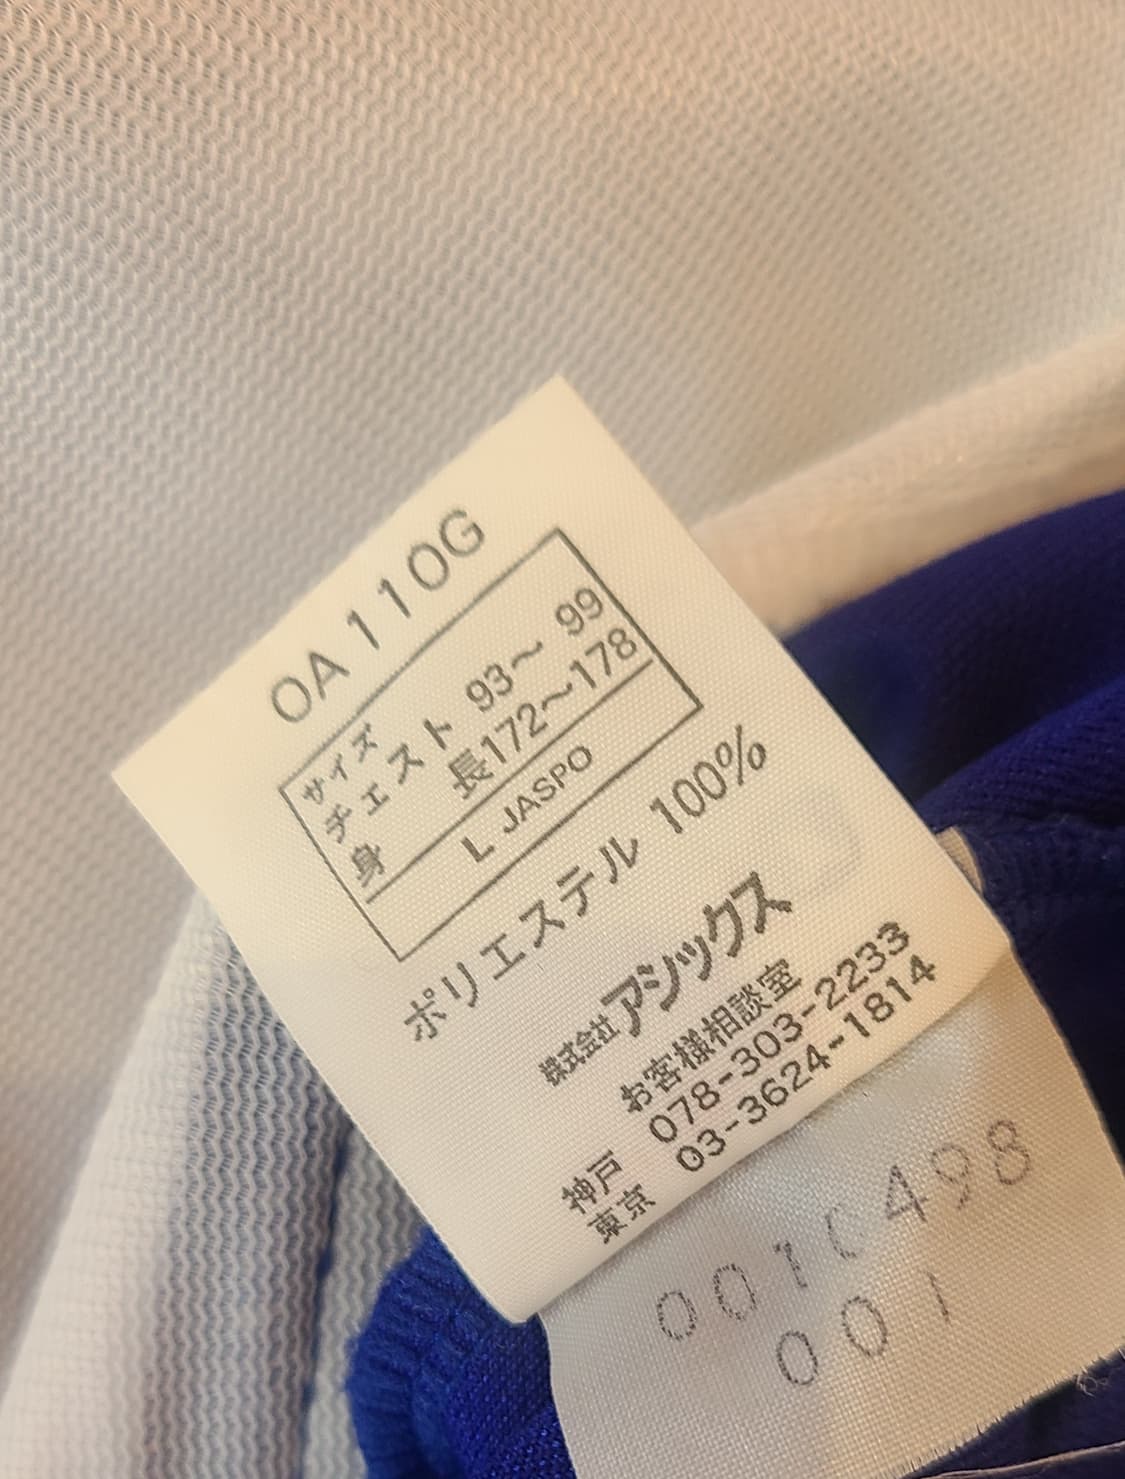 OA110G
サイズ
チェスト 93～ 99
身 長172～178
L JASPO
ポリエステル 100%
株式会社アシックス
お客様相談室
神戸 078-303-2233
東京 03-3624-1814
0010498
001